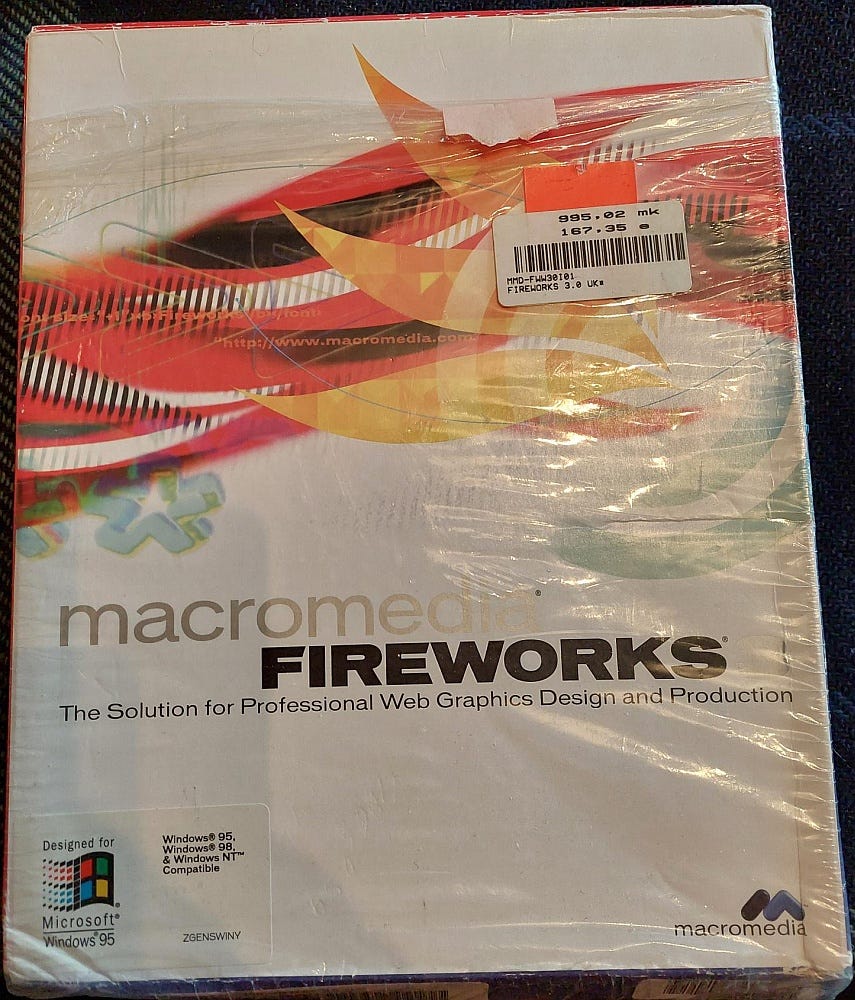 995.02 mk
167.35 e
MMD-FWW30I01
FIREWORKS 3.0 UK*
"http://www.macromedia.com
macromedia®
FIREWORKS®
The Solution for Professional Web Graphics Design and Production
Designed for
Microsoft®
Windows®95
Windows® 95,
Windows® 98,
& Windows NT™
Compatible
ZGENSWINY
macromedia